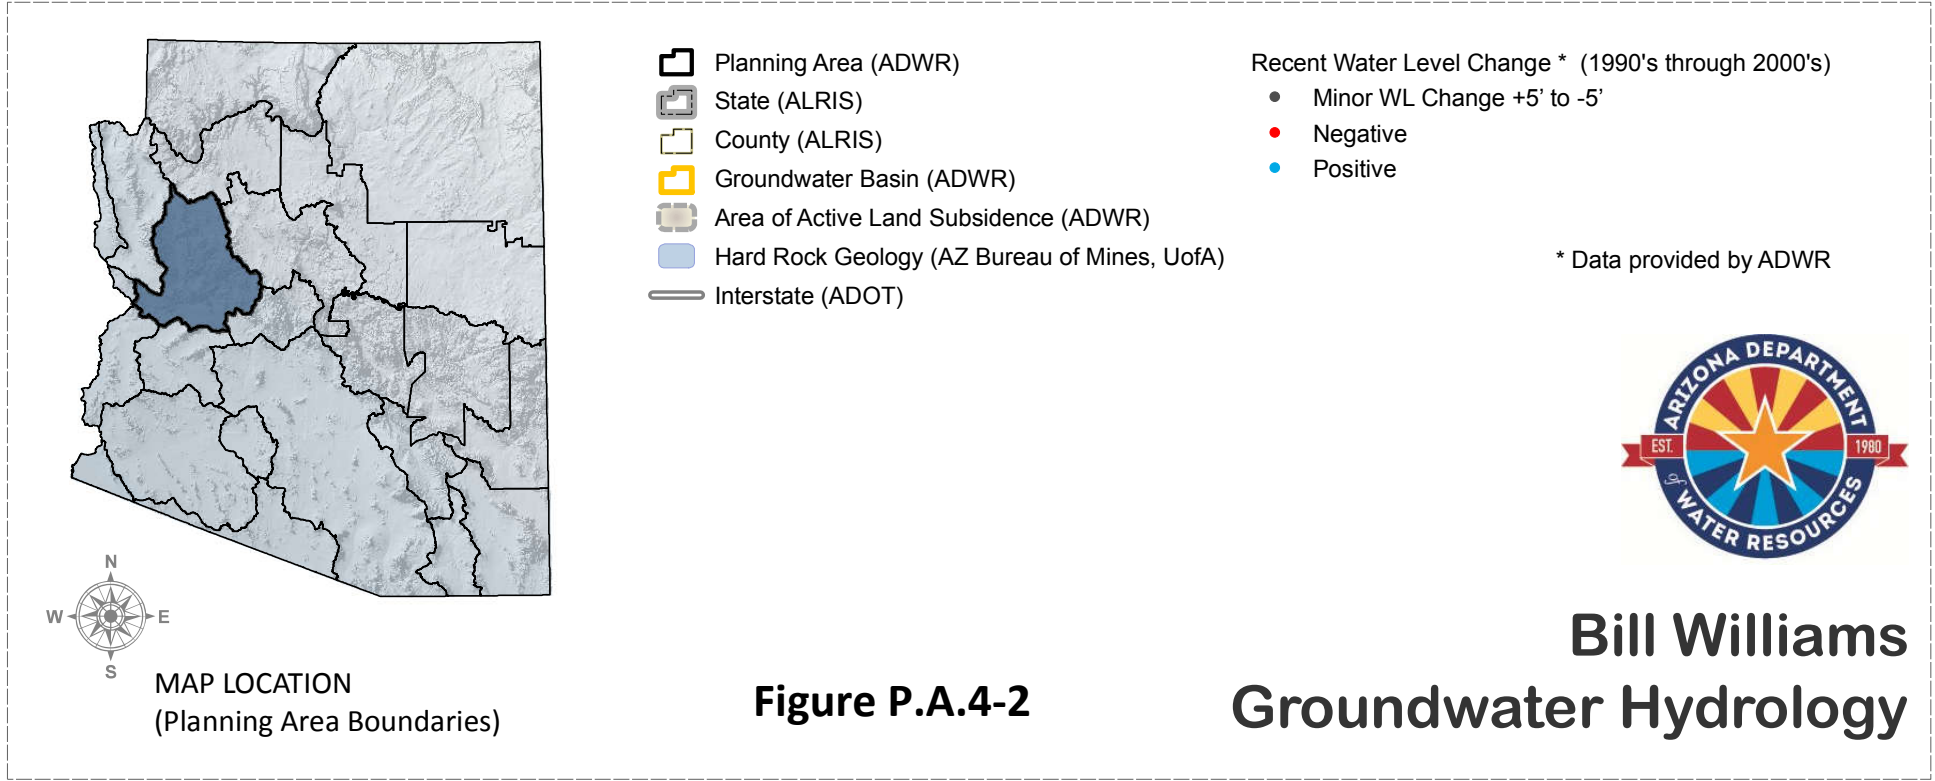 Planning Area (ADWR)
State (ALRIS)
County (ALRIS)
Groundwater Basin (ADWR)
Area of Active Land Subsidence (ADWR)
Hard Rock Geology (AZ Bureau of Mines, UofA)
Interstate (ADOT)
Recent Water Level Change * (1990's through 2000's)
Minor WL Change +5’ to -5’
Negative
Positive
* Data provided by ADWR
ARIZONA DEPARTMENT
EST. 1980
of WATER RESOURCES
N
W E
S
MAP LOCATION
(Planning Area Boundaries)
Figure P.A.4-2
Bill Williams
Groundwater Hydrology